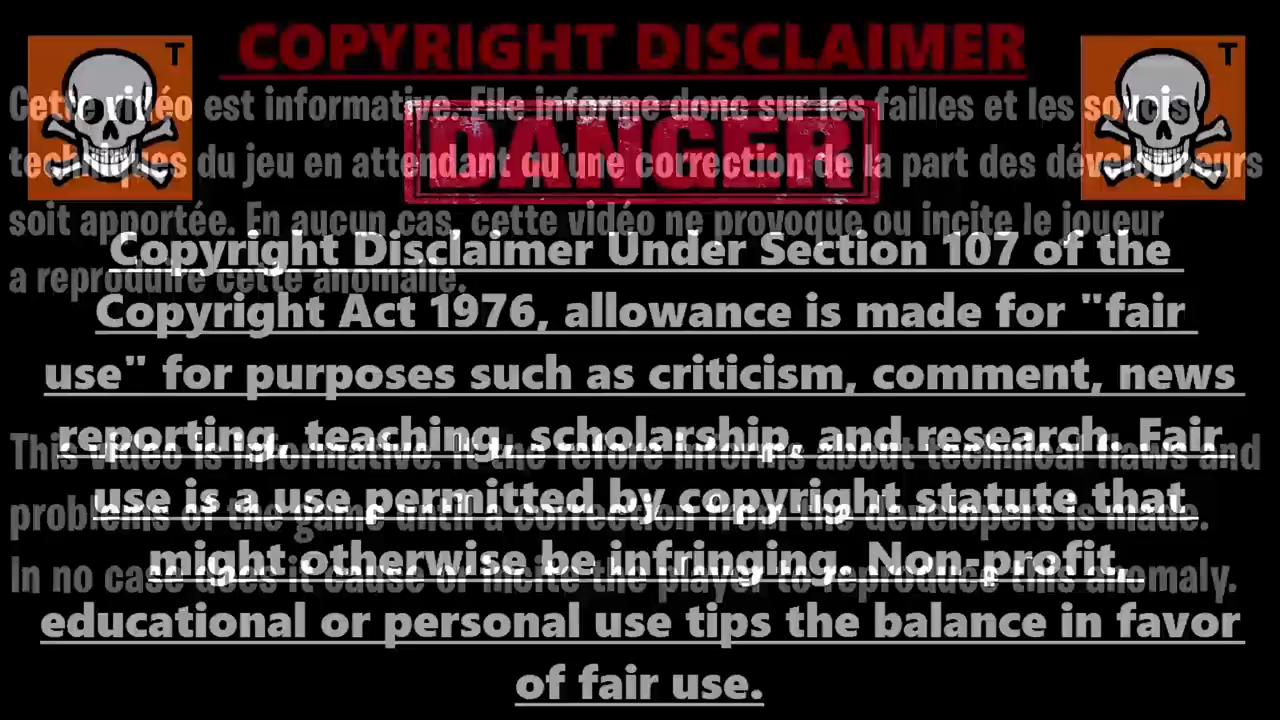 COPYRIGHT DISCLAIMER
T
T
Cette vidéo est informative. Elle informe donc sur les failles et les soucis
DANGER
techniques du jeu en attendant qu'une correction de la part des développeurs
soit apportée. En aucun cas, cette vidéo ne provoque ou incite le joueur
a reproduire cette anomalie.
Copyright Disclaimer Under Section 107 of the
Copyright Act 1976, allowance is made for "fair
use" for purposes such as criticism, comment, news
reporting, teaching, scholarship, and research. Fair
use is a use permitted by copyright statute that
might otherwise be infringing. Non-profit,
educational or personal use tips the balance in favor
of fair use.
This video is informative. It the refore informs about technical flaws and
problems of the game until a correction from the developers is made.
In no case does it cause or incite the player to reproduce this anomaly.